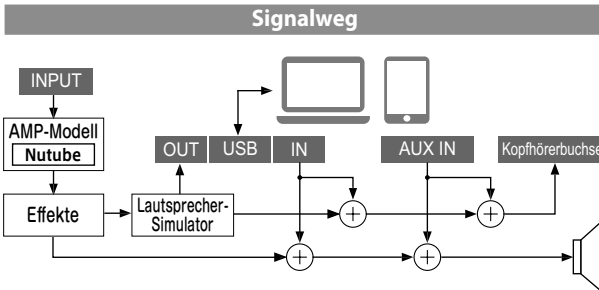 Signalweg
INPUT
AMP-Modell
Nutube
OUT USB IN
AUX IN
Kopfhörerbuchse
Effekte
Lautsprecher-
Simulator